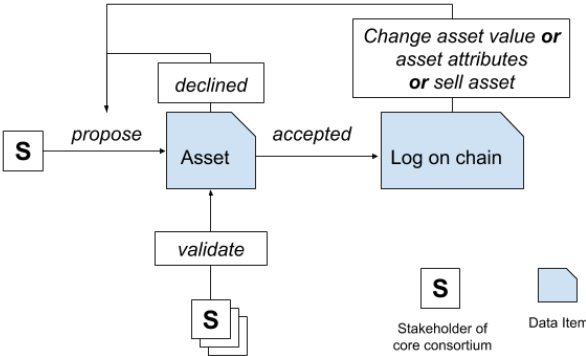 Change asset value or
asset attributes
or sell asset
declined
S
propose
Asset
accepted
Log on chain
validate
S
S
Stakeholder of
core consortium
Data Item